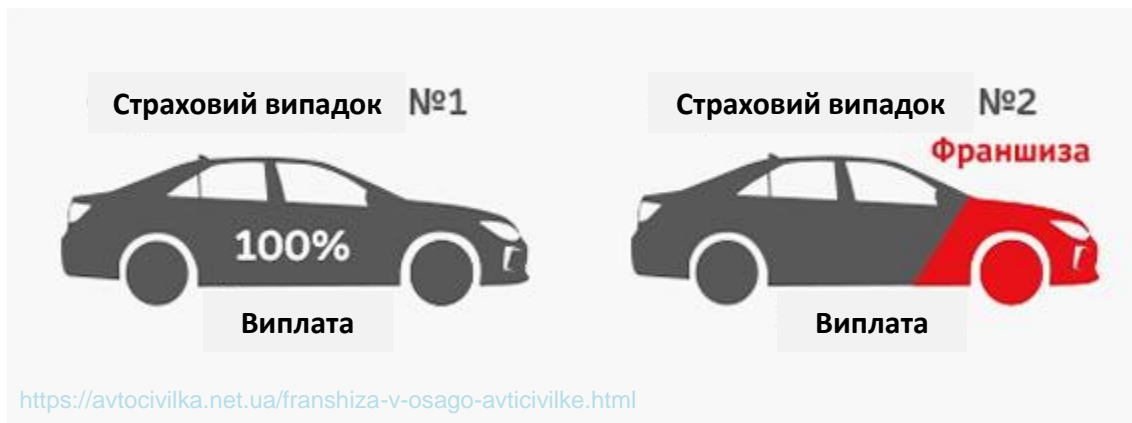 Страховий випадок №1
100%
Виплата
Страховий випадок №2
Франшиза
Виплата
https://avtocivilka.net.ua/franshiza-v-osago-avticivilke.html